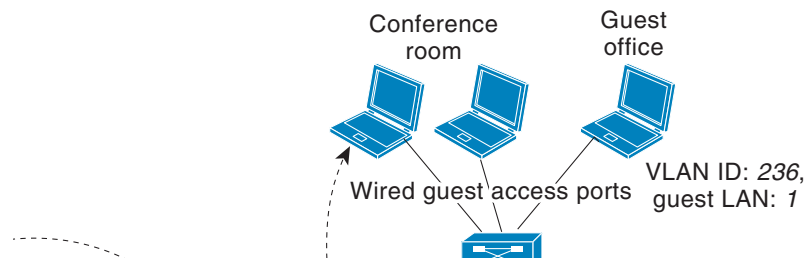 Conference
room
Guest
office
VLAN ID: 236,
guest LAN: 1
Wired guest access ports